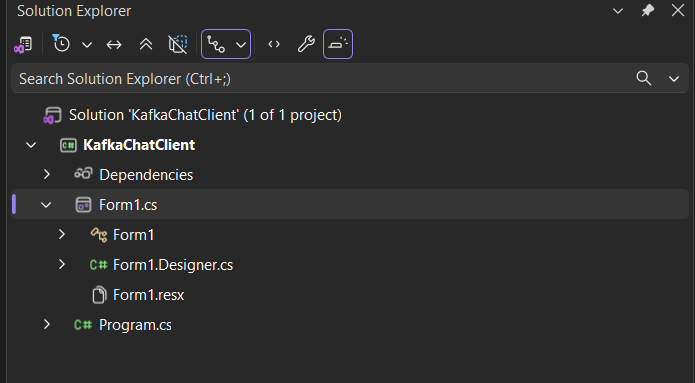 Solution Explorer
Search Solution Explorer (Ctrl+;)
Solution 'KafkaChatClient' (1 of 1 project)
C# KafkaChatClient
Dependencies
Form1.cs
Form1
C# Form1.Designer.cs
Form1.resx
C# Program.cs